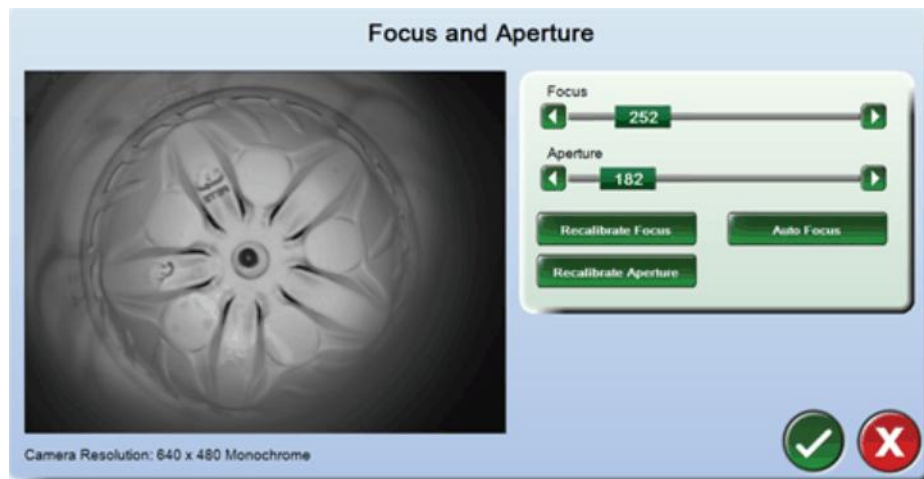 Focus and Aperture
Focus
252
Aperture
182
Recalibrate Focus
Auto Focus
Recalibrate Aperture
Camera Resolution: 640 x 480 Monochrome